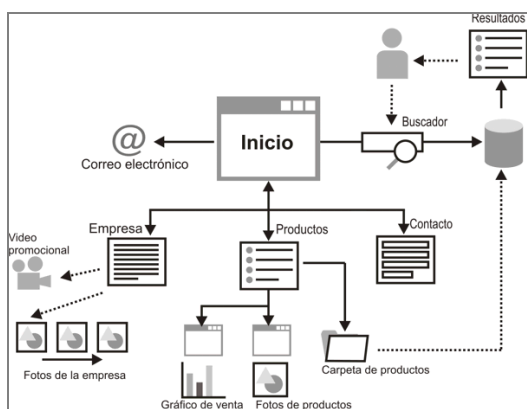 Resultados
Buscador
@
Inicio
Correo electrónico
Empresa
Productos
Contacto
Video
promocional
Fotos de la empresa
Carpeta de productos
Gráfico de venta
Fotos de productos